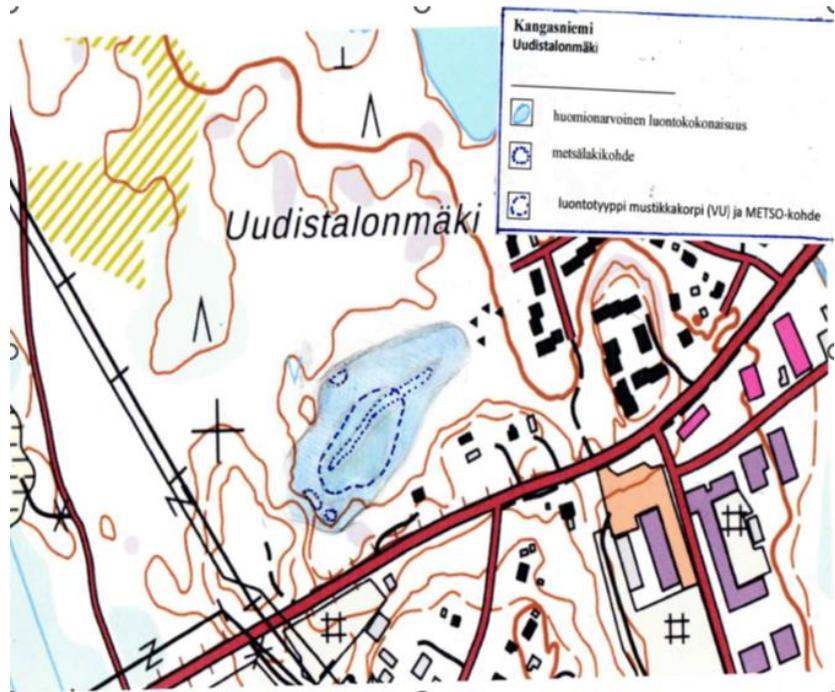 Kangasniemi
Uudistalonmäki
huomionarvoinen luontokokonaisuus
metsälakikohde
luontotyyppi mustikkakorpi (VU) ja METSO-kohde
Uudistalonmäki